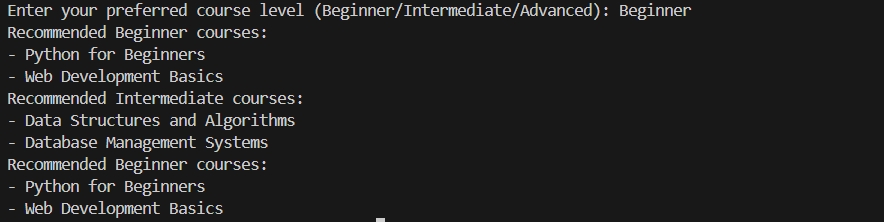 Enter your preferred course level (Beginner/Intermediate/Advanced): Beginner
Recommended Beginner courses:
- Python for Beginners
- Web Development Basics
Recommended Intermediate courses:
- Data Structures and Algorithms
- Database Management Systems
Recommended Beginner courses:
- Python for Beginners
- Web Development Basics